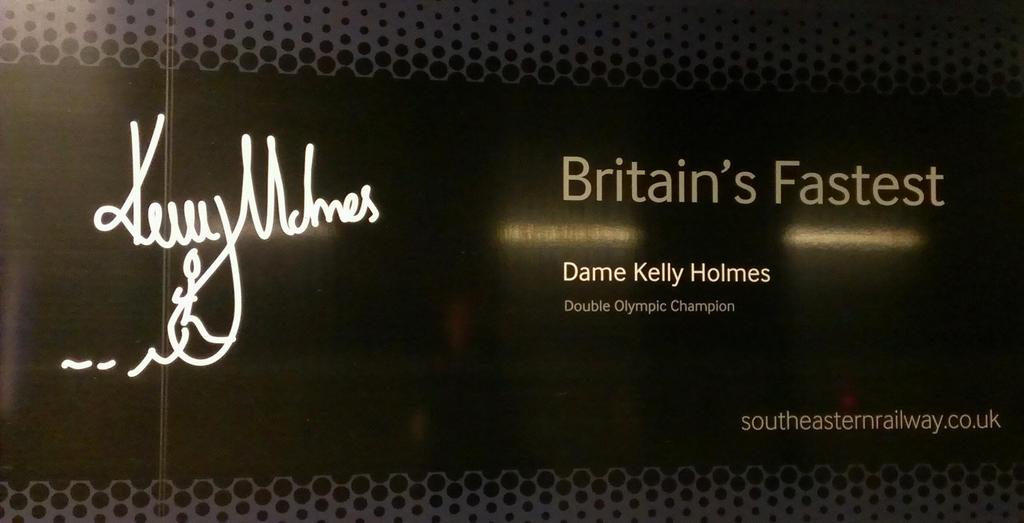 Kelly Holmes
Britain's Fastest
Dame Kelly Holmes
Double Olympic Champion
southeasternrailway.co.uk